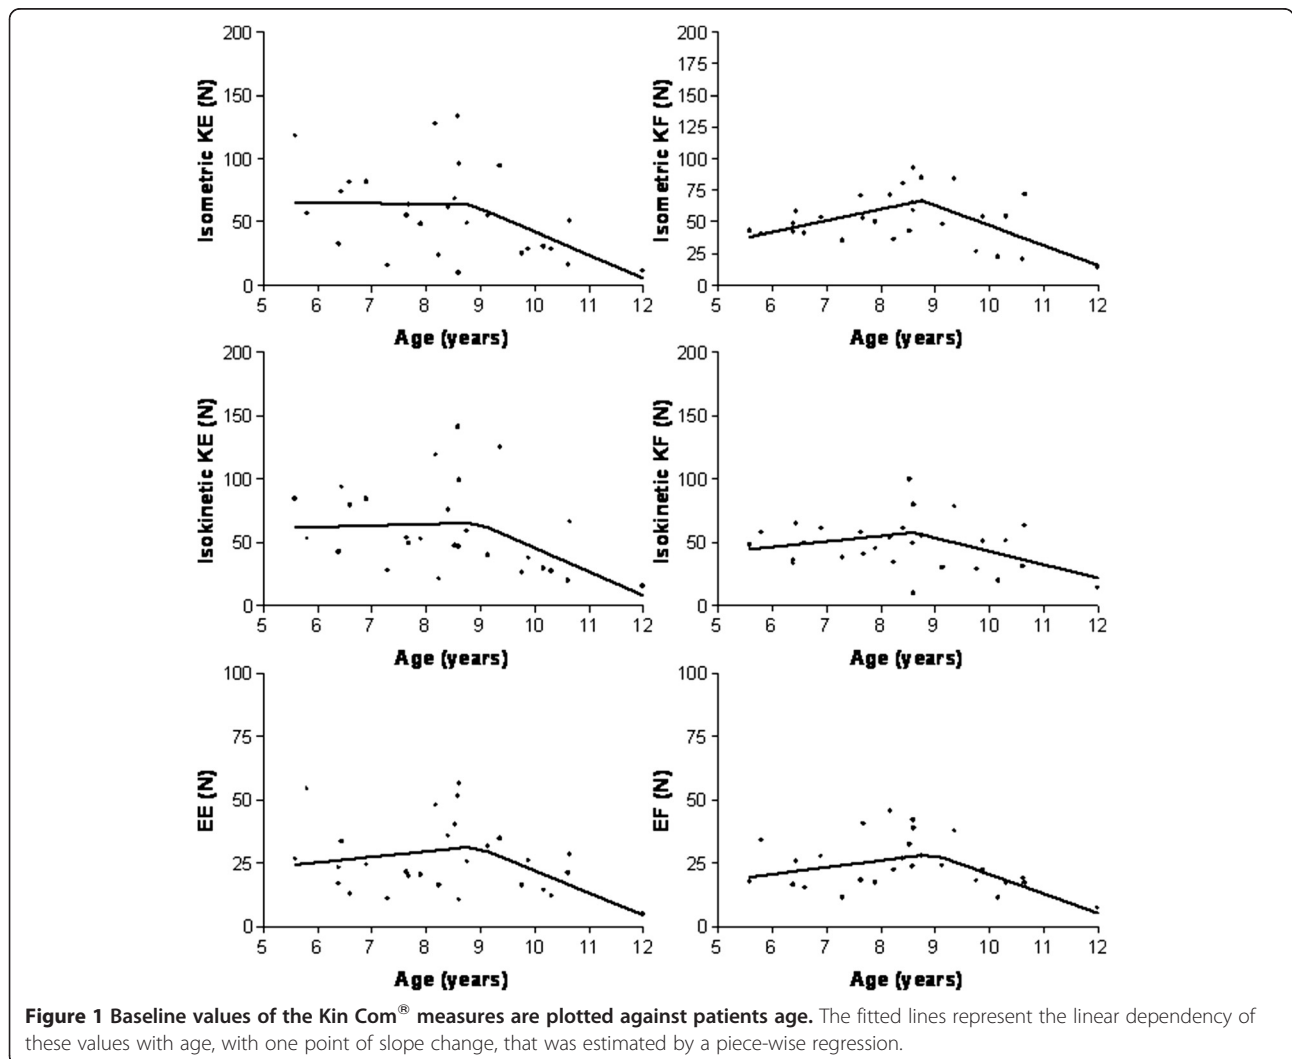 200
150
100
50
0
Isometric KE (N)
5 6 7 8 9 10 11 12
Age (years)
200
175
150
125
100
75
50
25
0
Isometric KF (N)
5 6 7 8 9 10 11 12
Age (years)
200
150
100
50
0
Isokinetic KE (N)
5 6 7 8 9 10 11 12
Age (years)
200
150
100
50
0
Isokinetic KF (N)
5 6 7 8 9 10 11 12
Age (years)
100
75
50
25
0
EE (N)
5 6 7 8 9 10 11 12
Age (years)
100
75
50
25
0
EF (N)
5 6 7 8 9 10 11 12
Age (years)
Figure 1 Baseline values of the Kin Com® measures are plotted against patients age. The fitted lines represent the linear dependency of
these values with age, with one point of slope change, that was estimated by a piece-wise regression.